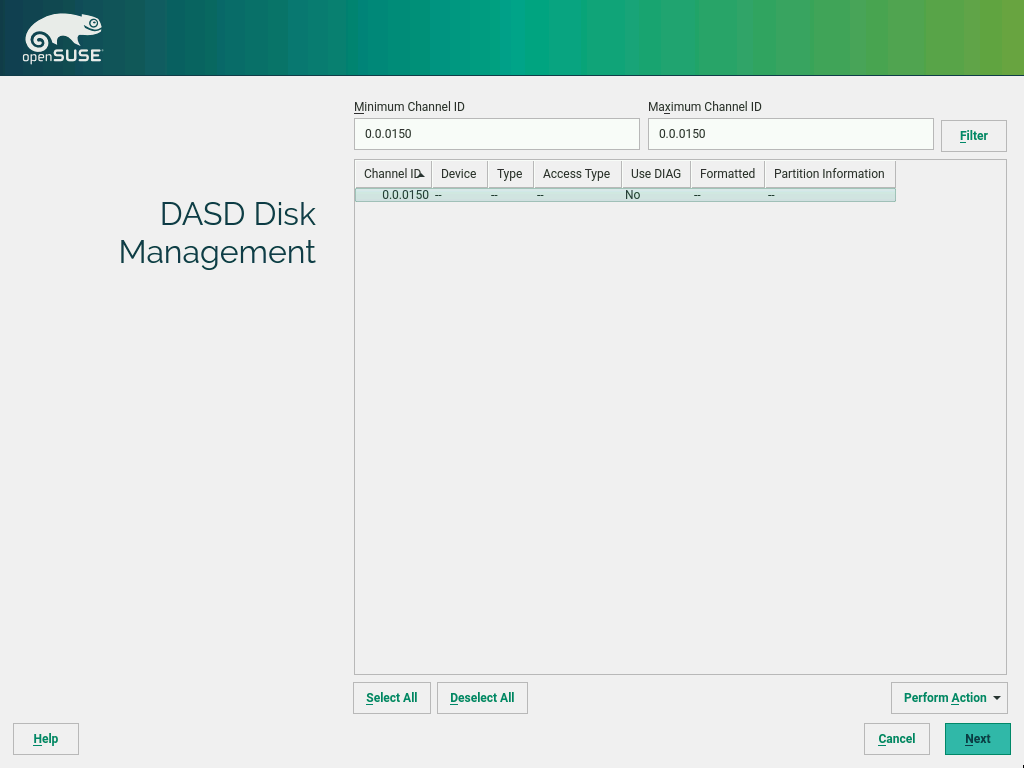 openSUSE
Minimum Channel ID
Maximum Channel ID
0.0.0150
0.0.0150
Filter
DASD Disk
Management
Channel ID Device Type Access Type Use DIAG Formatted Partition Information
0.0.0150 -- -- -- No -- --
Select All
Deselect All
Perform Action
Help
Cancel
Next